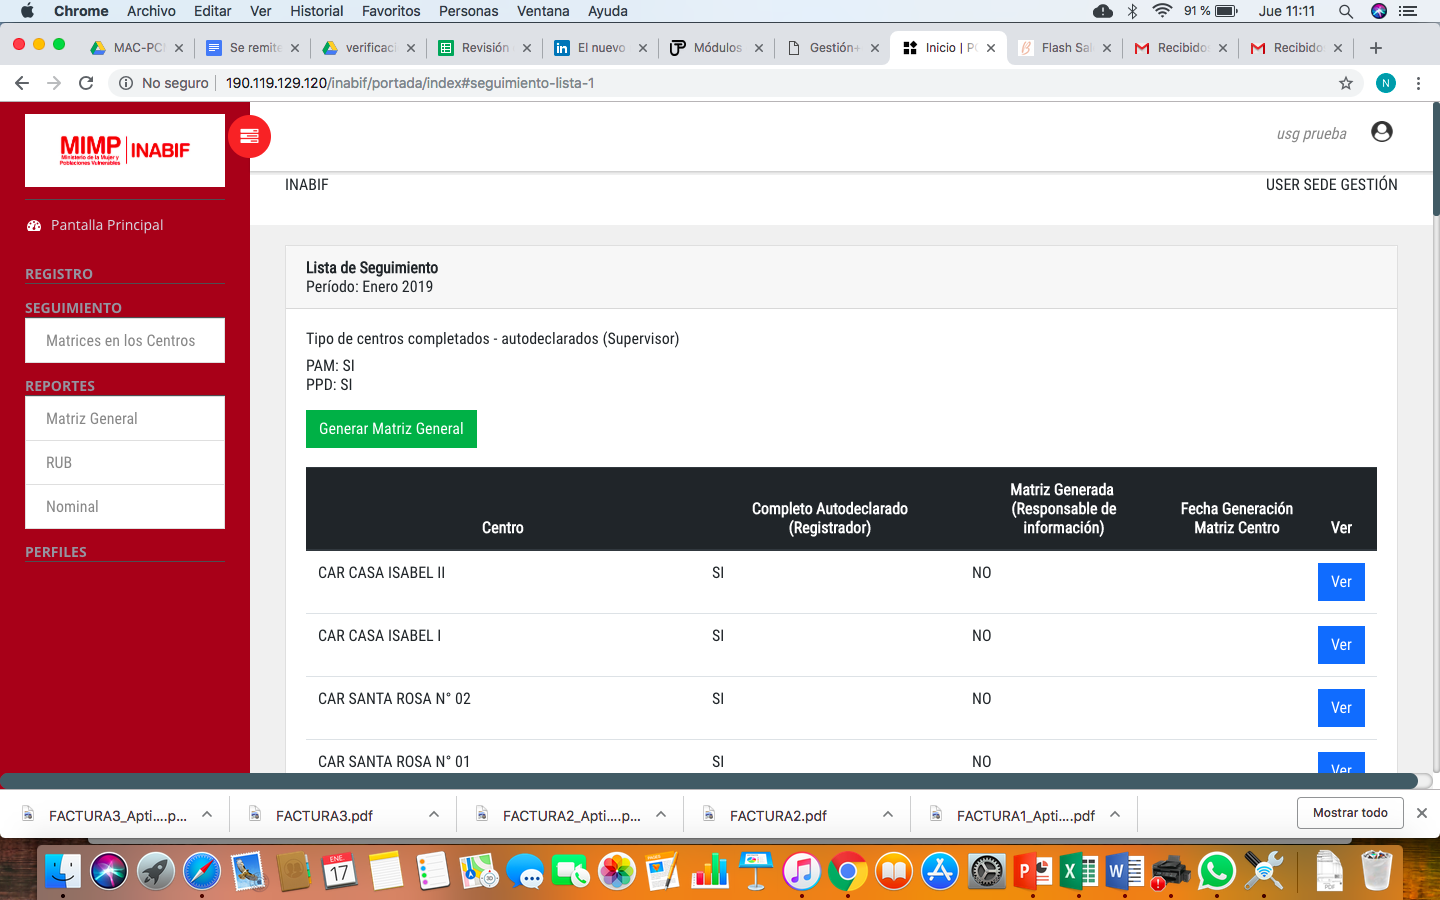 Chrome Archivo Editar Ver Historial Favoritos Personas Ventana Ayuda 91 % Jue 11:11
MAC-PC Se remite verificac Revisión El nuevo Módulos Gestión+ Inicio | P Flash Sal Recibidos Recibido
No seguro 190.119.129.120/inabif/portada/index#seguimiento-lista-1 N
MIMP INABIF
Ministerio de la Mujer y
Poblaciones Vulnerables
usg prueba
INABIF USER SEDE GESTIÓN
Pantalla Principal
REGISTRO
SEGUIMIENTO
Matrices en los Centros
REPORTES
Matriz General
RUB
Nominal
PERFILES
Lista de Seguimiento
Período: Enero 2019
Tipo de centros completados - autodeclarados (Supervisor)
PAM: SI
PPD: SI
Generar Matriz General
Centro Completo Autodeclarado (Registrador) Matriz Generada (Responsable de información) Fecha Generación Matriz Centro Ver
CAR CASA ISABEL II SI NO Ver
CAR CASA ISABEL I SI NO Ver
CAR SANTA ROSA N° 02 SI NO Ver
CAR SANTA ROSA N° 01 SI NO Ver
FACTURA3_Apti....p... FACTURA3.pdf FACTURA2_Apti....p... FACTURA2.pdf FACTURA1_Apti....pdf Mostrar todo
ENE
17
PDF